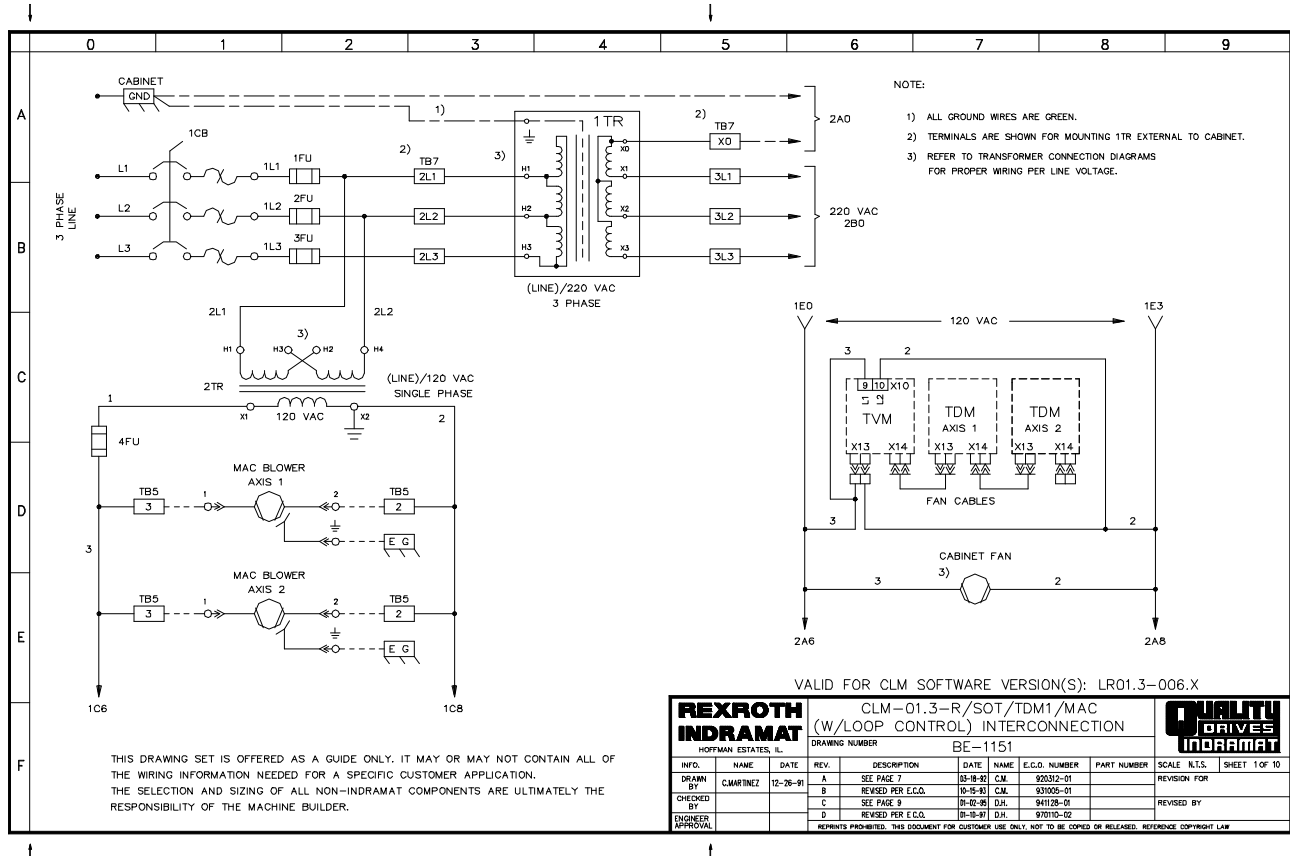 0 1 2 3 4 5 6 7 8 9
A
B
C
D
E
F
CABINET
GND
1)
1CB
3 PHASE
LINE
L1
L2
L3
1L1
1L2
1L3
1FU
2FU
3FU
2)
TB7
2L1
2L2
2L3
3)
1TR
H1
H2
H3
X0
X1
X2
X3
(LINE)/220 VAC
3 PHASE
2)
TB7
X0
3L1
3L2
3L3
2A0
220 VAC
2B0
NOTE:
1) ALL GROUND WIRES ARE GREEN.
2) TERMINALS ARE SHOWN FOR MOUNTING 1TR EXTERNAL TO CABINET.
3) REFER TO TRANSFORMER CONNECTION DIAGRAMS
FOR PROPER WIRING PER LINE VOLTAGE.
2L1
2L2
3)
H1 H3 H2 H4
2TR
(LINE)/120 VAC
SINGLE PHASE
1
X1 120 VAC X2
2
4FU
MAC BLOWER
AXIS 1
TB5
3
1
2
TB5
2
E G
3
MAC BLOWER
AXIS 2
TB5
3
1
2
TB5
2
E G
1C6
1C8
1E0
1E3
120 VAC
3
2
9 10 X10
L1
L2
TVM
X13 X14
TDM
AXIS 1
X13 X14
TDM
AXIS 2
X13 X14
FAN CABLES
3
2
CABINET FAN
3)
3
2
2A6
2A8
VALID FOR CLM SOFTWARE VERSION(S): LR01.3-006.X
THIS DRAWING SET IS OFFERED AS A GUIDE ONLY. IT MAY OR MAY NOT CONTAIN ALL OF
THE WIRING INFORMATION NEEDED FOR A SPECIFIC CUSTOMER APPLICATION.
THE SELECTION AND SIZING OF ALL NON-INDRAMAT COMPONENTS ARE ULTIMATELY THE
RESPONSIBILITY OF THE MACHINE BUILDER.
REXROTH
INDRAMAT
HOFFMAN ESTATES, IL.
CLM-01.3-R/SOT/TDM1/MAC
(W/LOOP CONTROL) INTERCONNECTION
DRAWING NUMBER
BE-1151
QUALITY
DRIVES
INDRAMAT
INFO. NAME DATE REV. DESCRIPTION DATE NAME E.C.O. NUMBER PART NUMBER SCALE N.T.S. SHEET 1 OF 10
DRAWN
BY
C.MARTINEZ 12-26-91
CHECKED
BY
ENGINEER
APPROVAL
A SEE PAGE 7 03-18-92 C.M. 920312-01
B REVISED PER E.C.O. 10-15-93 C.M. 931005-01
C SEE PAGE 9 01-02-95 D.H. 941128-01
D REVISED PER E.C.O. 01-10-97 D.H. 970110-02
REVISION FOR
REVISED BY
REPRINTS PROHIBITED. THIS DOCUMENT FOR CUSTOMER USE ONLY, NOT TO BE COPIED OR RELEASED. REFERENCE COPYRIGHT LAW